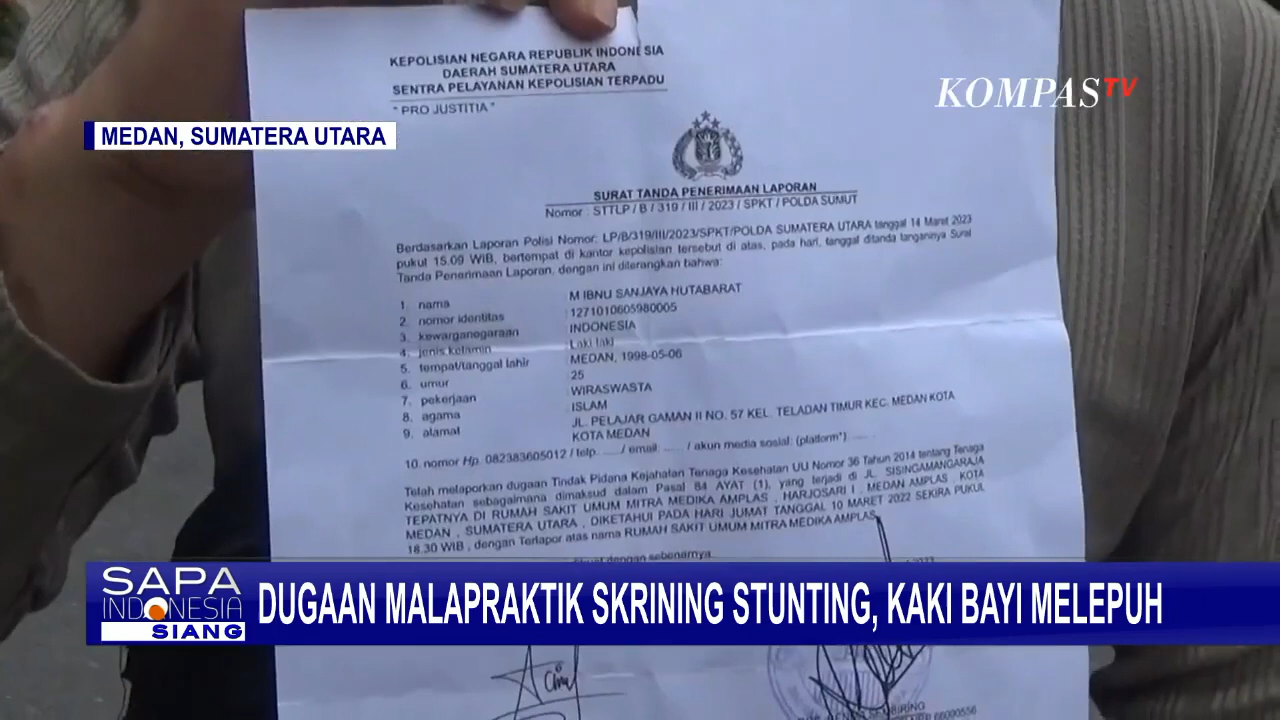 KEPOLISIAN NEGARA REPUBLIK INDONESIA
DAERAH SUMATERA UTARA
SENTRA PELAYANAN KEPOLISIAN TERPADU
" PRO JUSTITIA "
KOMPASTV
MEDAN, SUMATERA UTARA
SURAT TANDA PENERIMAAN LAPORAN
Nomor : STTLP / B / 319 / III / 2023 / SPKT / POLDA SUMUT
Berdasarkan Laporan Polisi Nomor: LP/B/319/III/2023/SPKT/POLDA SUMATERA UTARA tanggal 14 Maret 2023
pukul 15.09 WIB, bertempat di kantor kepolisian tersebut di atas, pada hari, tanggal ditanda tanganinya Surat
Tanda Penerimaan Laporan, dengan ini diterangkan bahwa:
1. nama : M IBNU SANJAYA HUTABARAT
2. nomor identitas : 1271010605980005
3. kewarganegaraan : INDONESIA
4. jenis kelamin : Laki laki
5. tempat/tanggal lahir : MEDAN, 1998-05-06
6. umur : 25
7. pekerjaan : WIRASWASTA
8. agama : ISLAM
9. alamat : JL. PELAJAR GAMAN II NO. 57 KEL. TELADAN TIMUR KEC. MEDAN KOTA
KOTA MEDAN
10. nomor Hp. 082383605012 / telp. ...... / email: ...... / akun media sosial: (platform*) ......
Telah melaporkan dugaan Tindak Pidana Kejahatan Tenaga Kesehatan UU Nomor 36 Tahun 2014 tentang Tenaga
Kesehatan sebagaimana dimaksud dalam Pasal 84 AYAT (1), yang terjadi di JL. SISINGAMANGARAJA
TEPATNYA DI RUMAH SAKIT UMUM MITRA MEDIKA AMPLAS , HARJOSARI I , MEDAN AMPLAS , KOTA
MEDAN , SUMATERA UTARA , DIKETAHUI PADA HARI JUMAT TANGGAL 10 MARET 2022 SEKIRA PUKUL
18.30 WIB , dengan Terlapor atas nama RUMAH SAKIT UMUM MITRA MEDIKA AMPLAS
dengan sebenarnya
SAPA INDONESIA SIANG
DUGAAN MALAPRAKTIK SKRINING STUNTING, KAKI BAYI MELEPUH